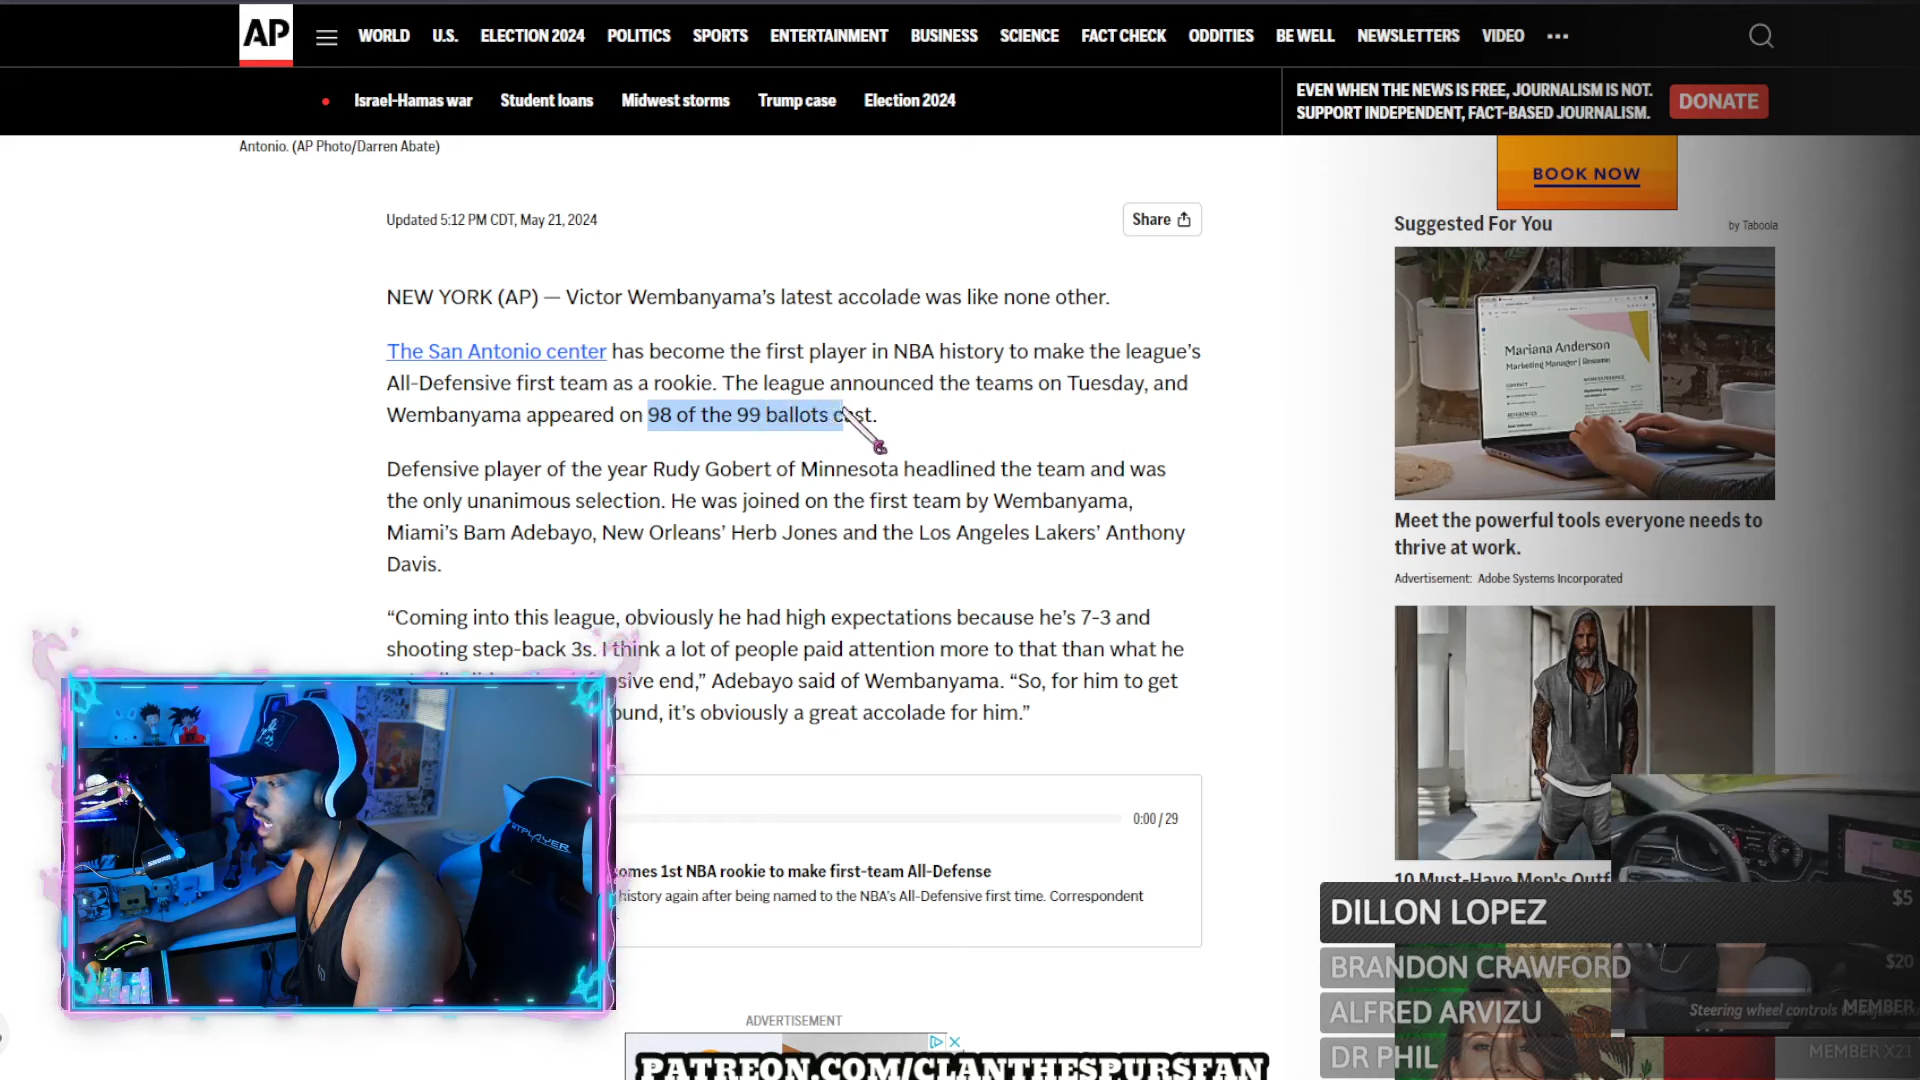 AP
WORLD U.S. ELECTION 2024 POLITICS SPORTS ENTERTAINMENT BUSINESS SCIENCE FACT CHECK ODDITIES BE WELL NEWSLETTERS VIDEO
Israel-Hamas war Student loans Midwest storms Trump case Election 2024
EVEN WHEN THE NEWS IS FREE, JOURNALISM IS NOT.
SUPPORT INDEPENDENT, FACT-BASED JOURNALISM.
DONATE
Antonio. (AP Photo/Darren Abate)
Updated 5:12 PM CDT, May 21, 2024
Share
NEW YORK (AP) — Victor Wembanyama’s latest accolade was like none other.
The San Antonio center has become the first player in NBA history to make the league’s
All-Defensive first team as a rookie. The league announced the teams on Tuesday, and
Wembanyama appeared on 98 of the 99 ballots cast.
Defensive player of the year Rudy Gobert of Minnesota headlined the team and was
the only unanimous selection. He was joined on the first team by Wembanyama,
Miami’s Bam Adebayo, New Orleans’ Herb Jones and the Los Angeles Lakers’ Anthony
Davis.
“Coming into this league, obviously he had high expectations because he’s 7-3 and
shooting step-back 3s. I think a lot of people paid attention more to that than what he
sive end,” Adebayo said of Wembanyama. “So, for him to get
ound, it’s obviously a great accolade for him.”
0:00 / 29
omes 1st NBA rookie to make first-team All-Defense
history again after being named to the NBA’s All-Defensive first time. Correspondent
ADVERTISEMENT
PATREON.COM/CLANTHESPURSFAN
BOOK NOW
Suggested For You
by Taboola
Mariana Anderson
Marketing Manager | Resume
Meet the powerful tools everyone needs to
thrive at work.
Advertisement: Adobe Systems Incorporated
10 Must-Have Men's Outf
DILLON LOPEZ $5
BRANDON CRAWFORD $20
ALFRED ARVIZU MEMBER
Steering wheel controls
DR PHIL MEMBER X21